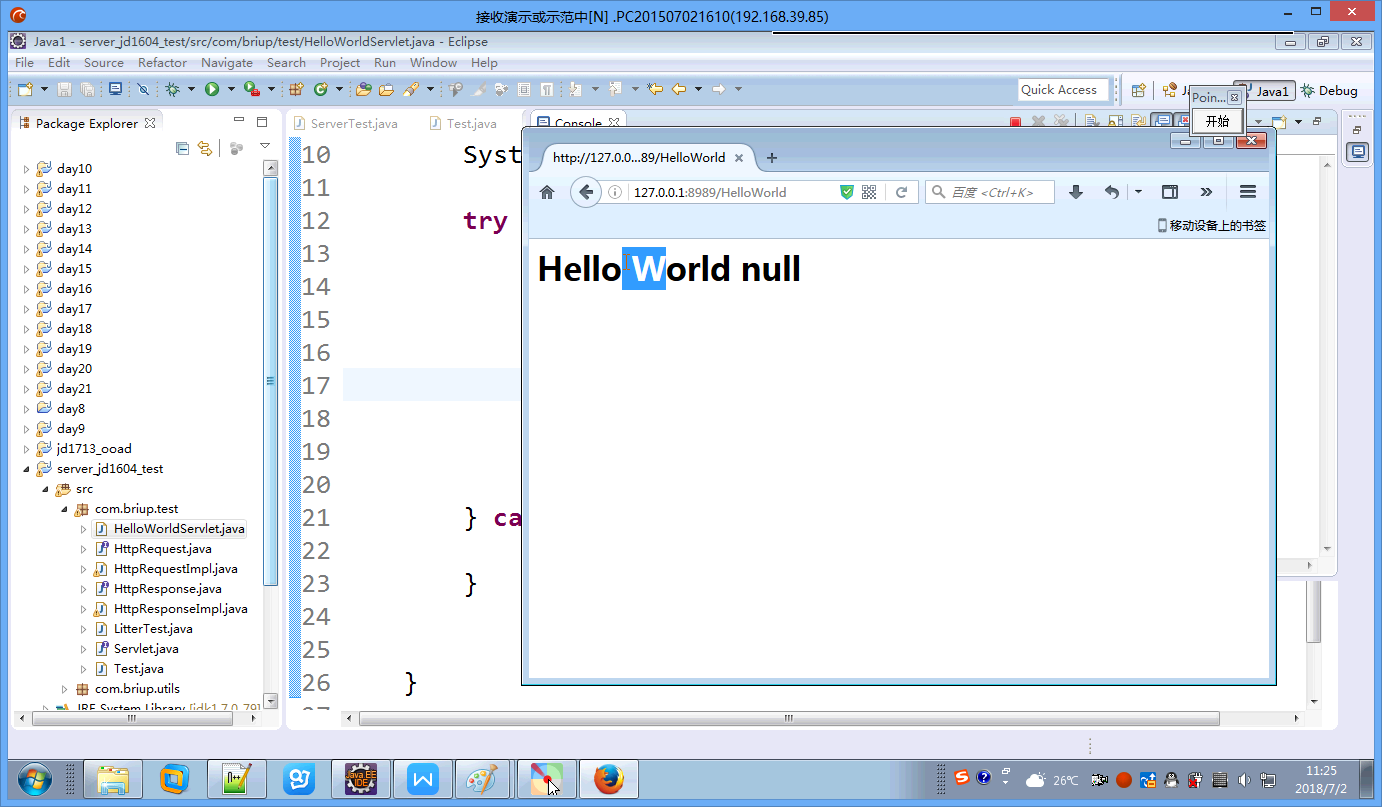 接收演示或示范中[N] .PC201507021610(192.168.39.85)
Java1 - server_jd1604_test/src/com/briup/test/HelloWorldServlet.java - Eclipse
File Edit Source Refactor Navigate Search Project Run Window Help
Quick Access
Java1
Debug
Poin...
开始
Package Explorer
ServerTest.java
Test.java
Console
day10
day11
day12
day13
day14
day15
day16
day17
day18
day19
day20
day21
day8
day9
jd1713_ooad
server_jd1604_test
src
com.briup.test
HelloWorldServlet.java
HttpRequest.java
HttpRequestImpl.java
HttpResponse.java
HttpResponseImpl.java
LitterTest.java
Servlet.java
Test.java
com.briup.utils
JRE System Library [jdk1.7.0_79]
10 Syst
11
12 try
13
14
15
16
17
18
19
20
21 } ca
22
23 }
24
25
26 }
27
http://127.0.0...89/HelloWorld
127.0.0.1:8989/HelloWorld
百度 <Ctrl+K>
移动设备上的书签
Hello World null
26℃
11:25
2018/7/2